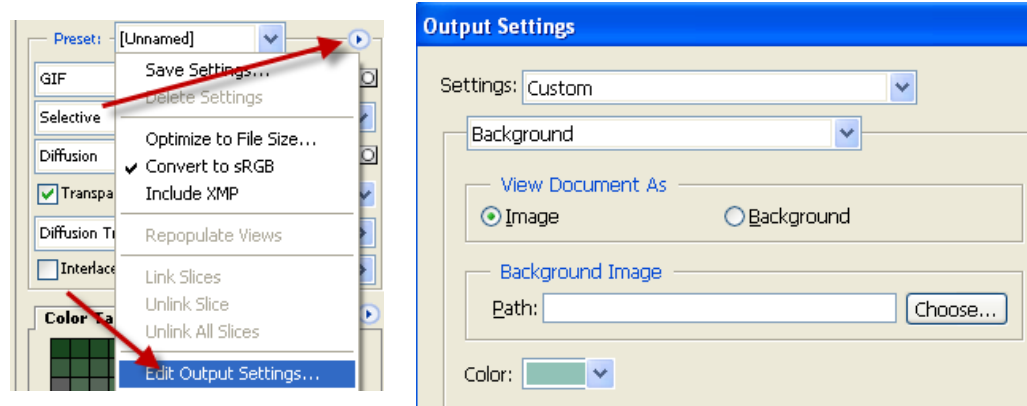 Preset: [Unnamed]
GIF
Selective
Diffusion
Transpa
Diffusion Tr
Interlace
Color Ta
Save Settings...
Delete Settings
Optimize to File Size...
Convert to sRGB
Include XMP
Repopulate Views
Link Slices
Unlink Slice
Unlink All Slices
Edit Output Settings...
Output Settings
Settings: Custom
Background
View Document As
Image Background
Background Image
Path: Choose...
Color: